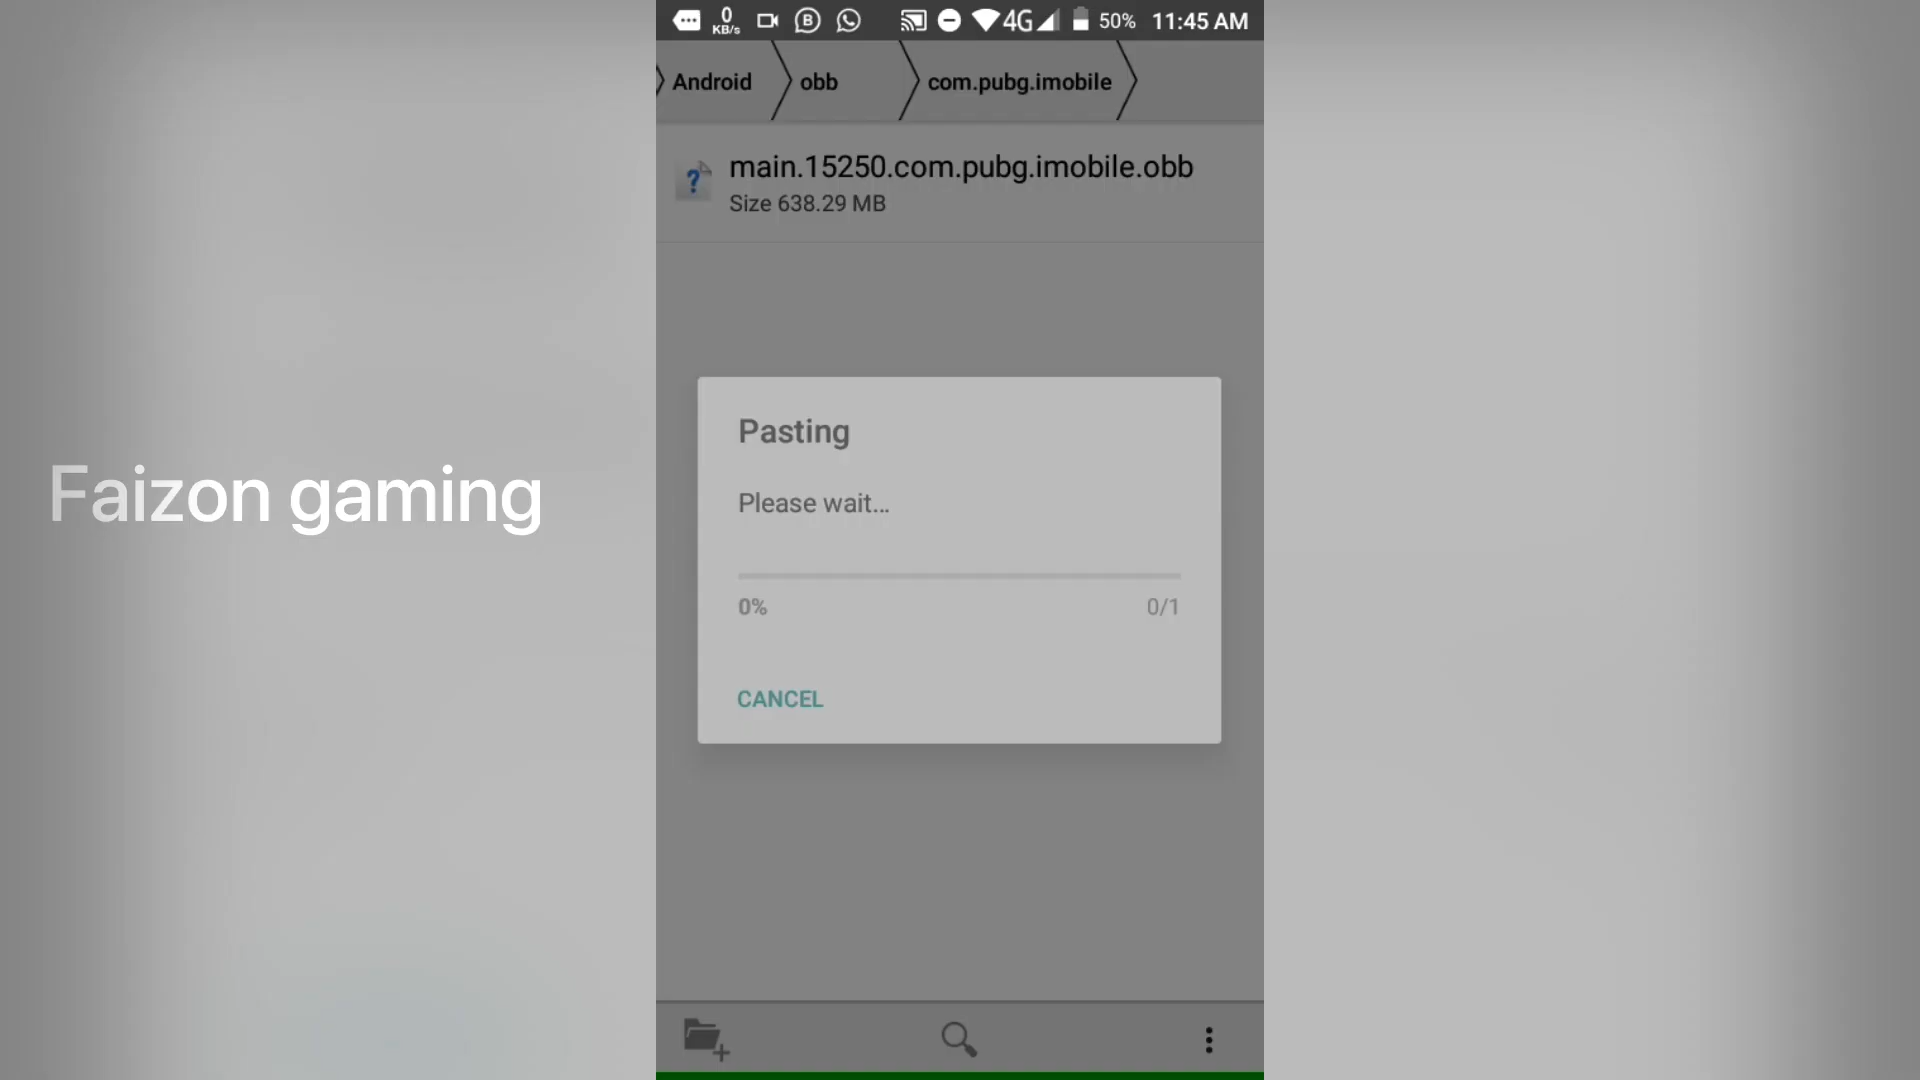 0
KB/s
B
4G
50%
11:45 AM
Android
obb
com.pubg.imobile
?
main.15250.com.pubg.imobile.obb
Size 638.29 MB
Faizon gaming
Pasting
Please wait...
0%
0/1
CANCEL